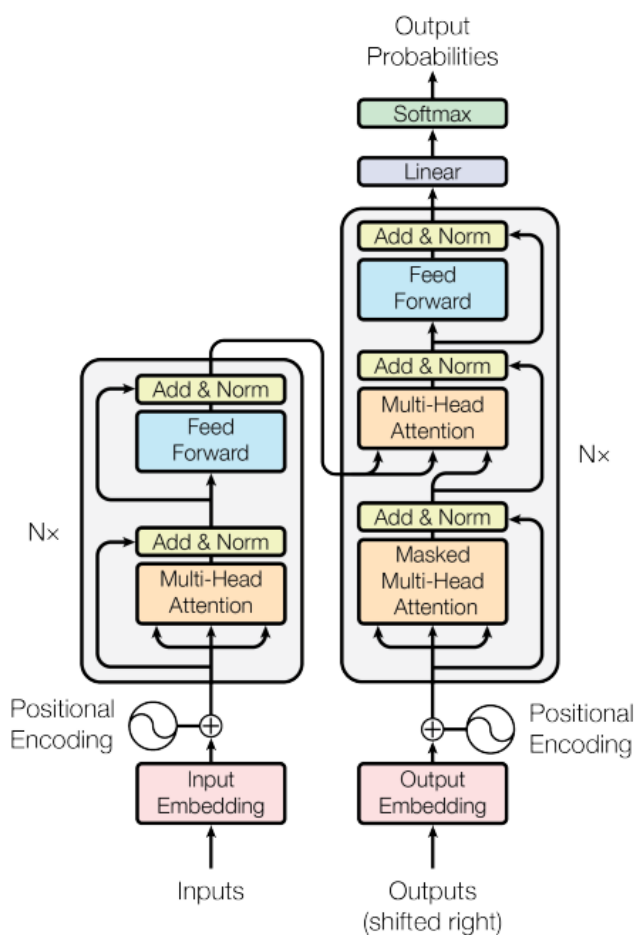 Output
Probabilities
Softmax
Linear
Add & Norm
Feed
Forward
Add & Norm
Multi-Head
Attention
Add & Norm
Masked
Multi-Head
Attention
N×
Add & Norm
Feed
Forward
Add & Norm
Multi-Head
Attention
N×
Positional
Encoding
Positional
Encoding
Input
Embedding
Output
Embedding
Inputs
Outputs
(shifted right)